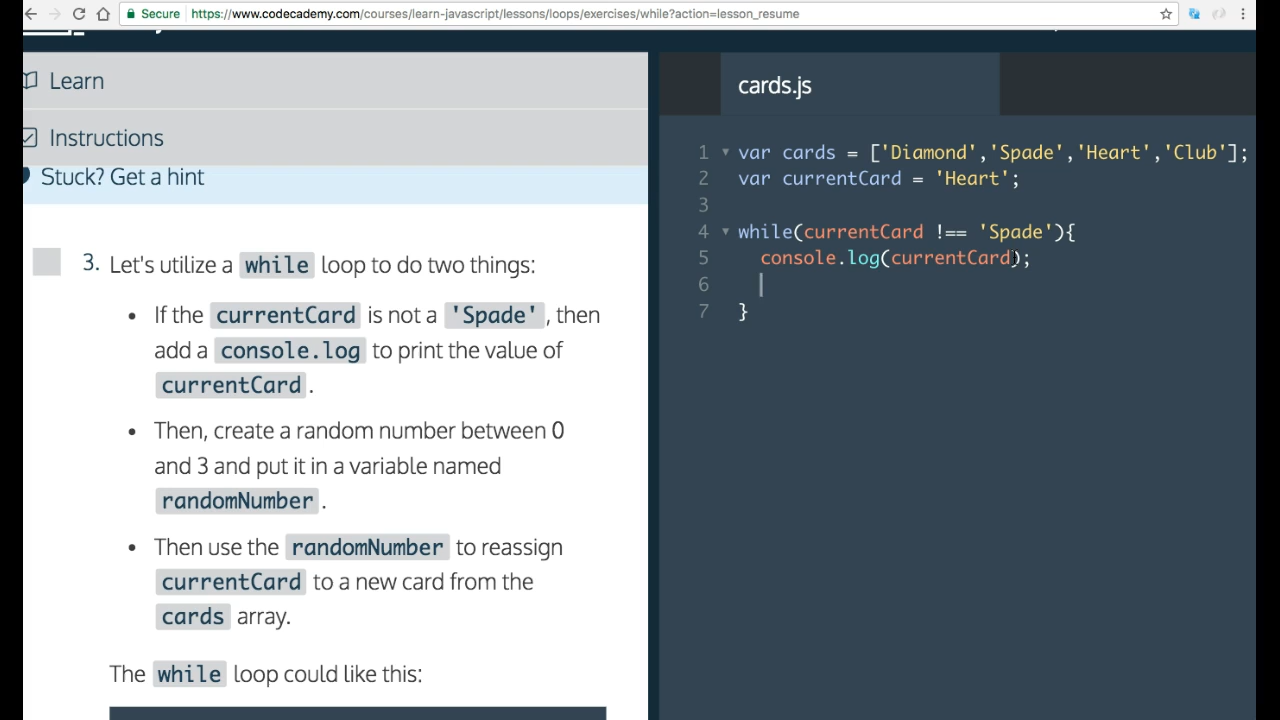 Secure https://www.codecademy.com/courses/learn-javascript/lessons/loops/exercises/while?action=lesson_resume
Learn
Instructions
Stuck? Get a hint
3. Let's utilize a while loop to do two things:
• If the currentCard is not a 'Spade', then
add a console.log to print the value of
currentCard.
• Then, create a random number between 0
and 3 and put it in a variable named
randomNumber.
• Then use the randomNumber to reassign
currentCard to a new card from the
cards array.
The while loop could like this:
cards.js
1 var cards = ['Diamond','Spade','Heart','Club'];
2 var currentCard = 'Heart';
3
4 while(currentCard !== 'Spade'){
5 console.log(currentCard);
6
7 }